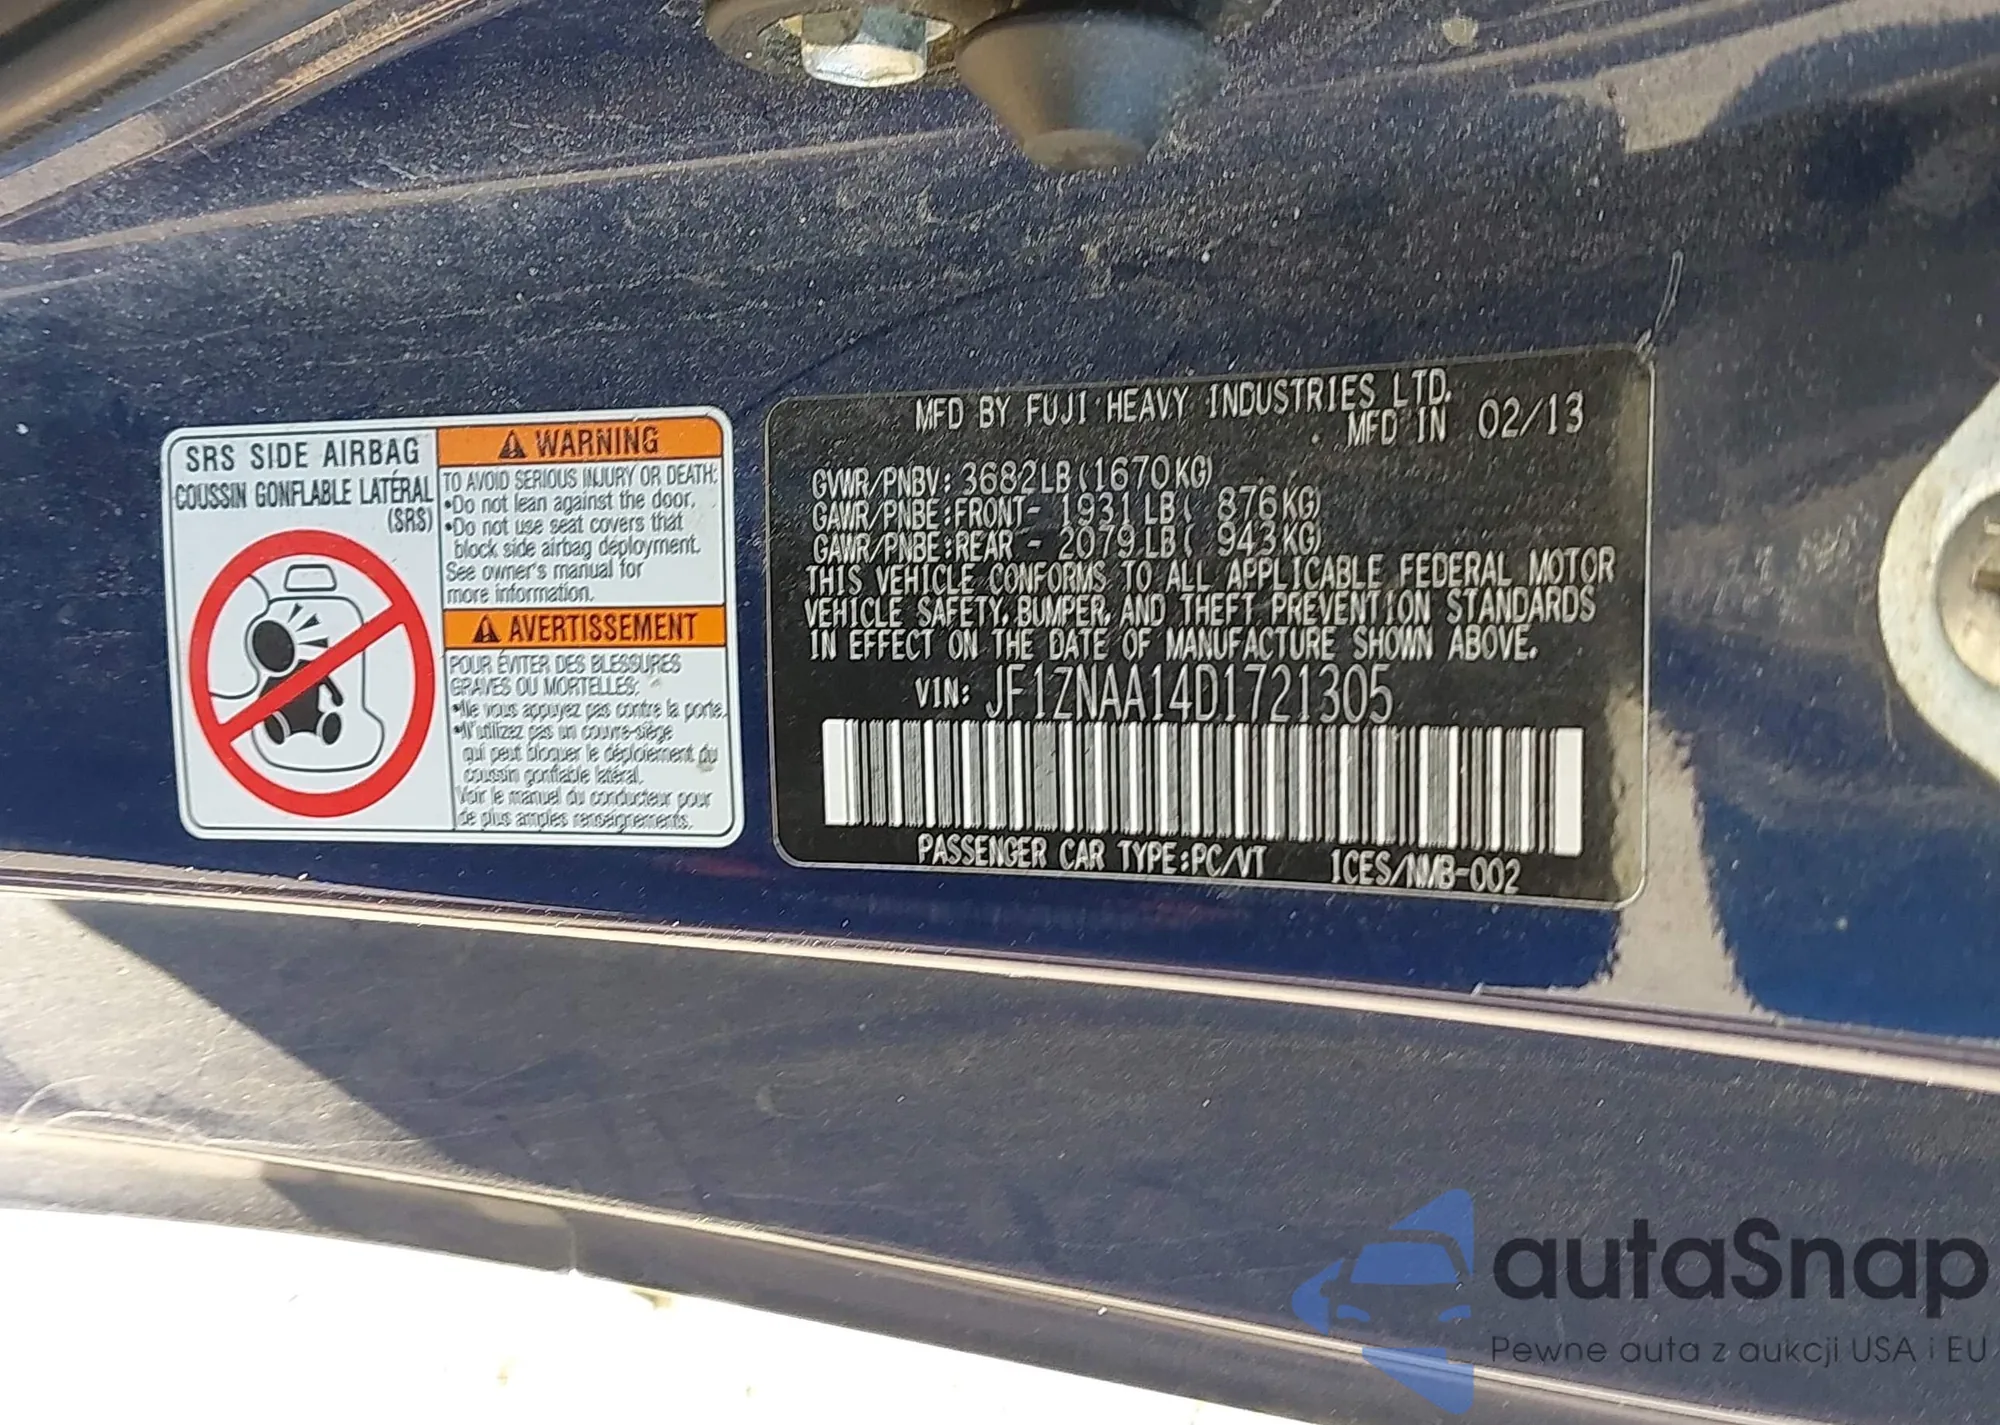 SRS SIDE AIRBAG
COUSSIN GONFLABLE LATÉRAL
(SRS)
WARNING
TO AVOID SERIOUS INJURY OR DEATH:
•Do not lean against the door.
•Do not use seat covers that
block side airbag deployment.
See owner's manual for
more information.
AVERTISSEMENT
POUR ÉVITER DES BLESSURES
GRAVES OU MORTELLES:
•Ne vous appuyez pas contre la porte.
•N'utilizez pas un couvre-siège
qui peut bloquer le déploiement du
coussin gonflable latéral.
Voir le manuel du conducteur pour
de plus amples renseignements.
MFD BY FUJI HEAVY INDUSTRIES LTD.
MFD IN 02/13
GVWR/PNBV: 3682LB(1670KG)
GAWR/PNBE:FRONT- 1931LB( 876KG)
GAWR/PNBE:REAR - 2079LB( 943KG)
THIS VEHICLE CONFORMS TO ALL APPLICABLE FEDERAL MOTOR
VEHICLE SAFETY, BUMPER, AND THEFT PREVENTION STANDARDS
IN EFFECT ON THE DATE OF MANUFACTURE SHOWN ABOVE.
VIN: JF1ZNAA14D1721305
PASSENGER CAR TYPE:PC/VT 1CES/NMB-002
autaSnap
Pewne auta z aukcji USA i EU